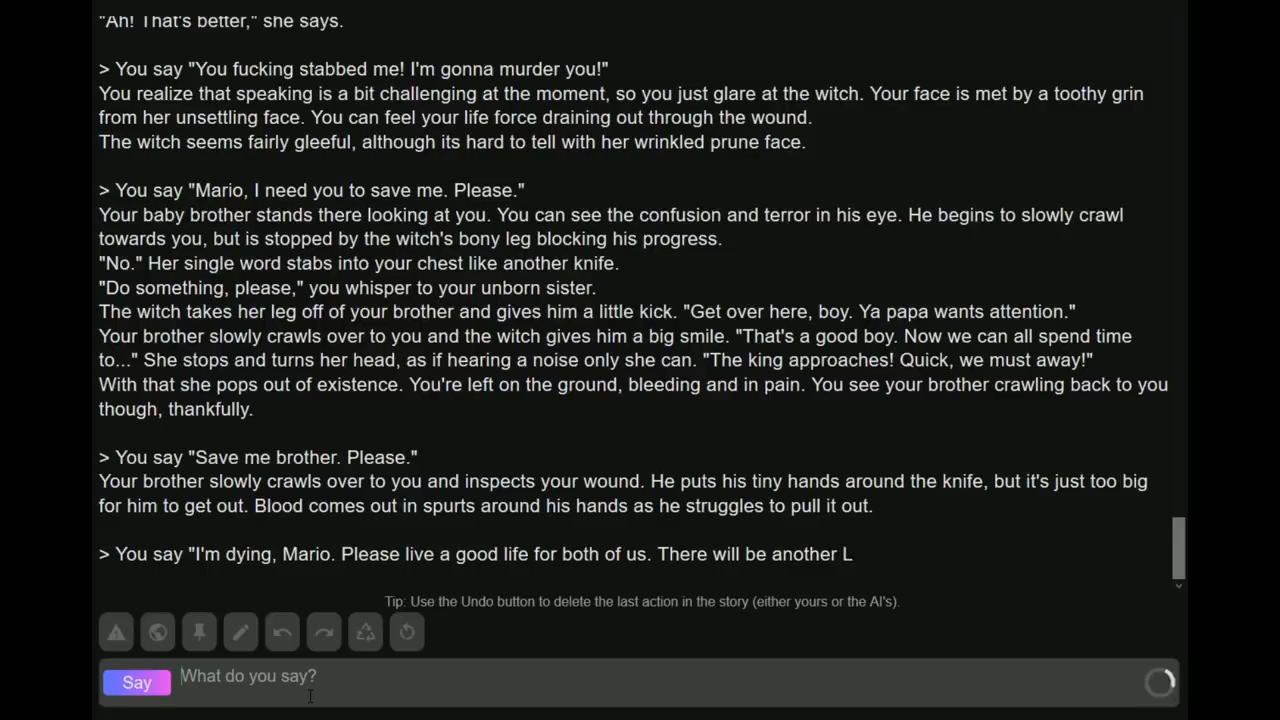 "Ah! That's better," she says.
> You say "You fucking stabbed me! I'm gonna murder you!"
You realize that speaking is a bit challenging at the moment, so you just glare at the witch. Your face is met by a toothy grin
from her unsettling face. You can feel your life force draining out through the wound.
The witch seems fairly gleeful, although its hard to tell with her wrinkled prune face.
> You say "Mario, I need you to save me. Please."
Your baby brother stands there looking at you. You can see the confusion and terror in his eye. He begins to slowly crawl
towards you, but is stopped by the witch's bony leg blocking his progress.
"No." Her single word stabs into your chest like another knife.
"Do something, please," you whisper to your unborn sister.
The witch takes her leg off of your brother and gives him a little kick. "Get over here, boy. Ya papa wants attention."
Your brother slowly crawls over to you and the witch gives him a big smile. "That's a good boy. Now we can all spend time
to..." She stops and turns her head, as if hearing a noise only she can. "The king approaches! Quick, we must away!"
With that she pops out of existence. You're left on the ground, bleeding and in pain. You see your brother crawling back to you
though, thankfully.
> You say "Save me brother. Please."
Your brother slowly crawls over to you and inspects your wound. He puts his tiny hands around the knife, but it's just too big
for him to get out. Blood comes out in spurts around his hands as he struggles to pull it out.
> You say "I'm dying, Mario. Please live a good life for both of us. There will be another L
Tip: Use the Undo button to delete the last action in the story (either yours or the AI's).
Say What do you say?